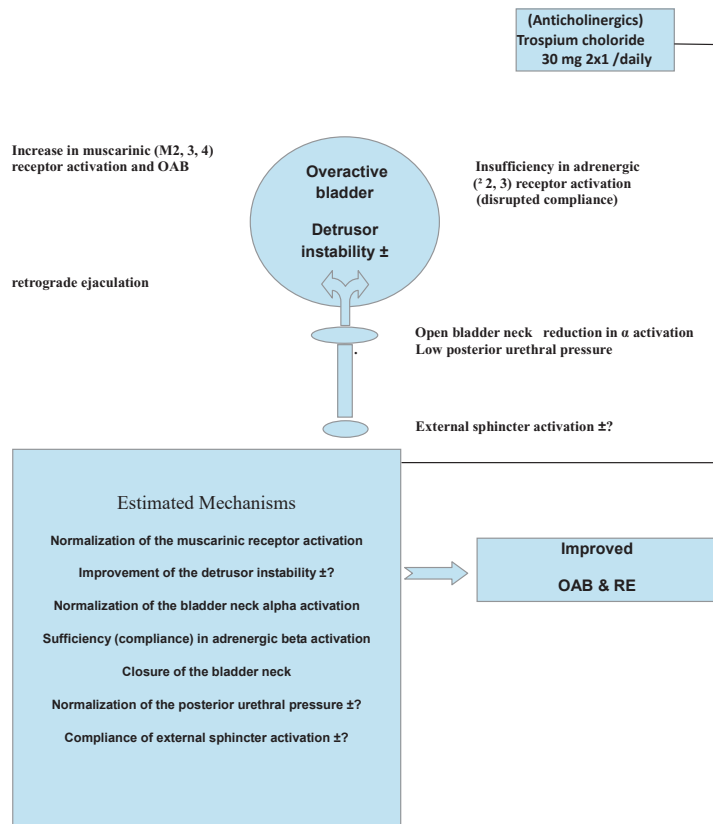 (Anticholinergics)
Trospium choloride
30 mg 2x1 /daily
Increase in muscarinic (M2, 3, 4)
receptor activation and OAB
Overactive
bladder
Detrusor
instability ±
Insufficiency in adrenergic
(² 2, 3) receptor activation
(disrupted compliance)
retrograde ejaculation
Open bladder neck reduction in α activation
Low posterior urethral pressure
External sphincter activation ±?
Estimated Mechanisms
Normalization of the muscarinic receptor activation
Improvement of the detrusor instability ±?
Normalization of the bladder neck alpha activation
Sufficiency (compliance) in adrenergic beta activation
Closure of the bladder neck
Normalization of the posterior urethral pressure ±?
Compliance of external sphincter activation ±?
Improved
OAB & RE